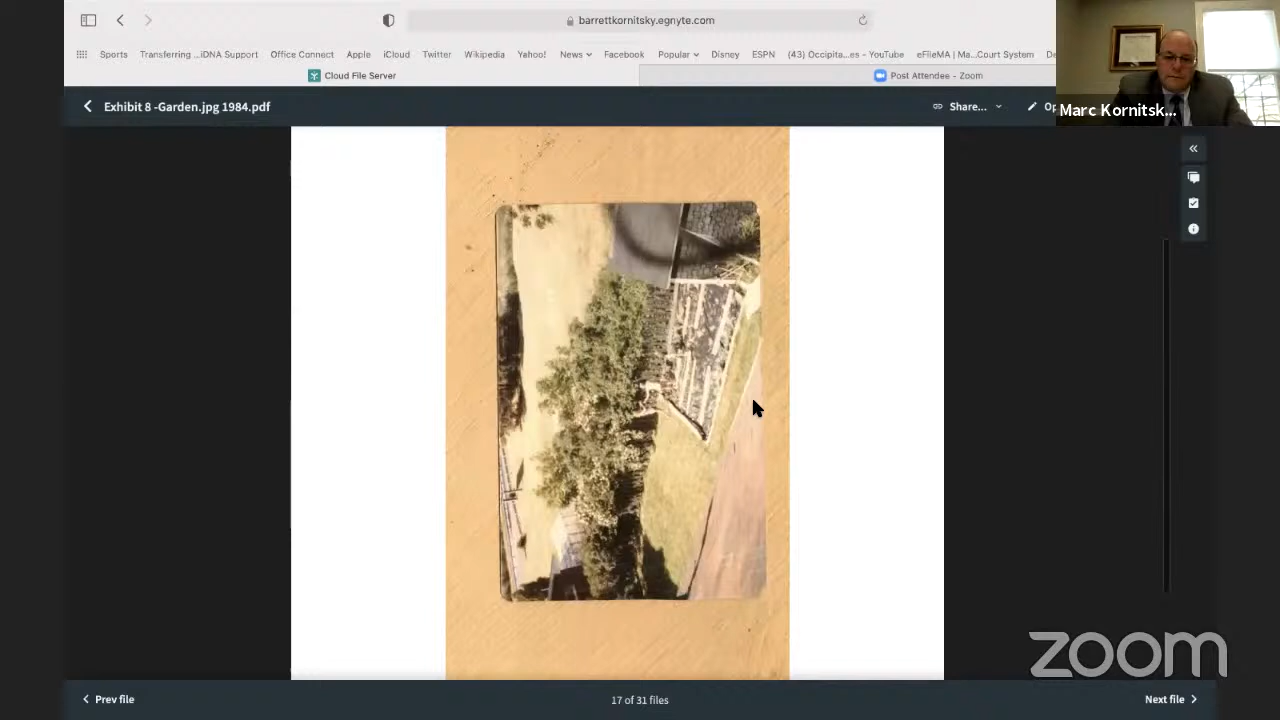 barrettkornitsky.egnyte.com
Sports Transferring ...iDNA Support Office Connect Apple iCloud Twitter Wikipedia Yahoo! News Facebook Popular Disney ESPN (43) Occipita...es – YouTube eFileMA | Ma...Court System De
Cloud File Server Post Attendee - Zoom
Exhibit 8 -Garden.jpg 1984.pdf Share... Op
Marc Kornitsk...
zoom
Prev file 17 of 31 files Next file